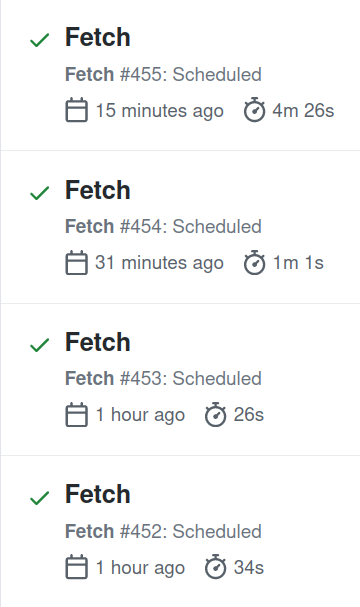 Fetch
Fetch #455: Scheduled
15 minutes ago 4m 26s
Fetch
Fetch #454: Scheduled
31 minutes ago 1m 1s
Fetch
Fetch #453: Scheduled
1 hour ago 26s
Fetch
Fetch #452: Scheduled
1 hour ago 34s